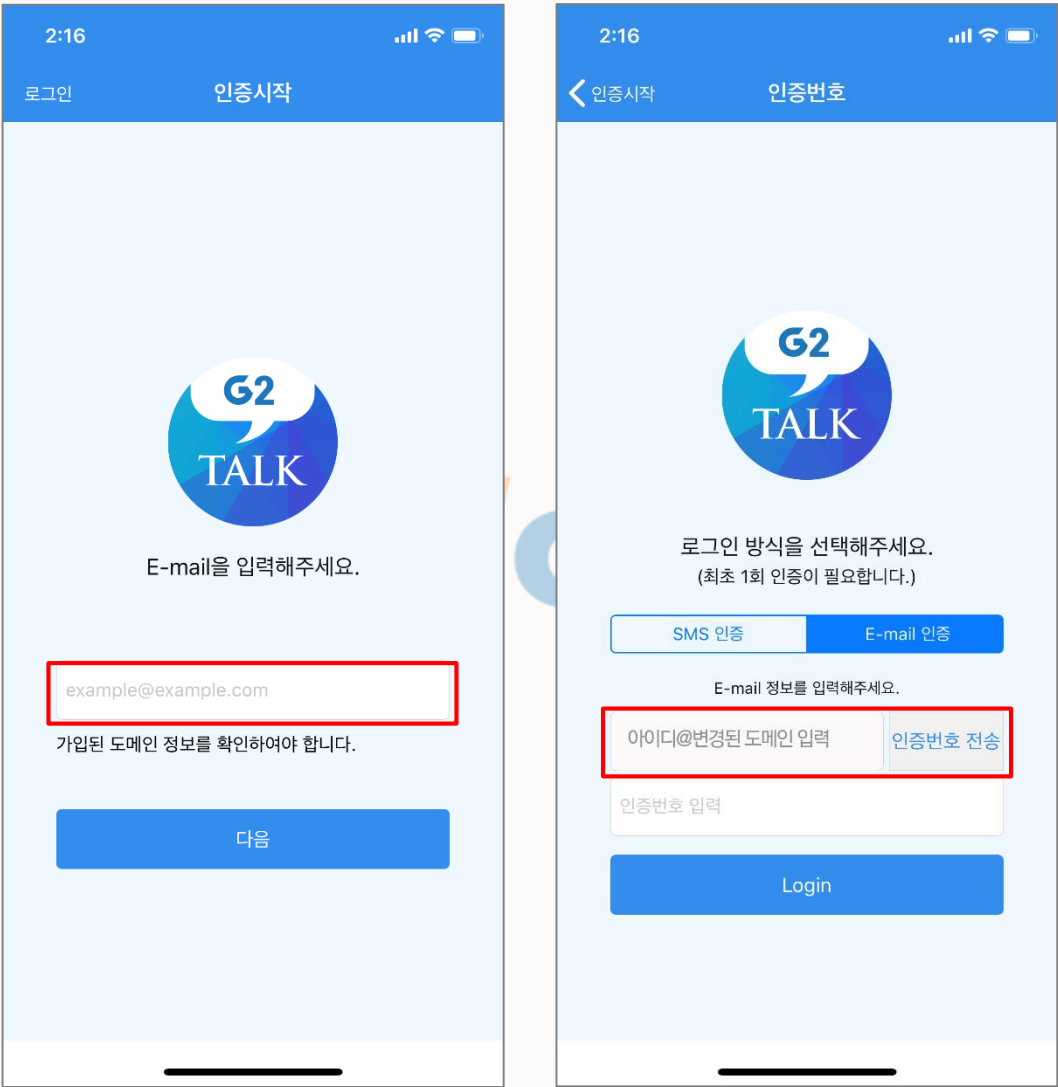 2:16
로그인
인증시작
G2
TALK
E-mail을 입력해주세요.
example@example.com
가입된 도메인 정보를 확인하여야 합니다.
다음
2:16
인증시작
인증번호
G2
TALK
로그인 방식을 선택해주세요.
(최초 1회 인증이 필요합니다.)
SMS 인증
E-mail 인증
E-mail 정보를 입력해주세요.
아이디@변경된 도메인 입력
인증번호 전송
인증번호 입력
Login